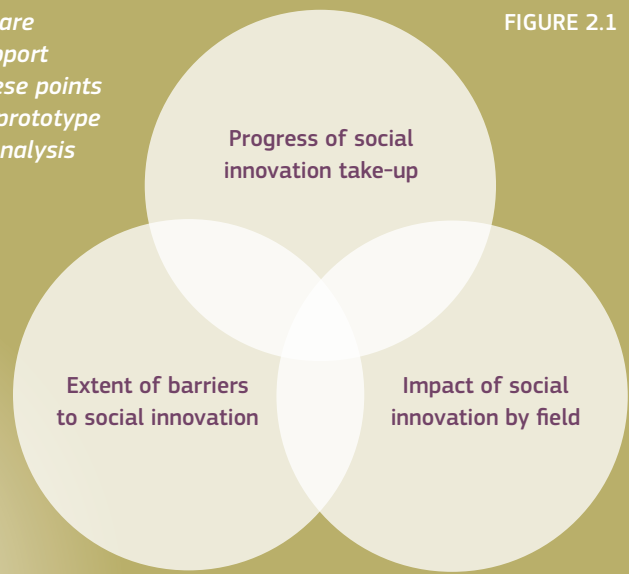 are
pport
ese points
prototype
analysis
FIGURE 2.1
Progress of social
innovation take-up
Extent of barriers
to social innovation
Impact of social
innovation by field